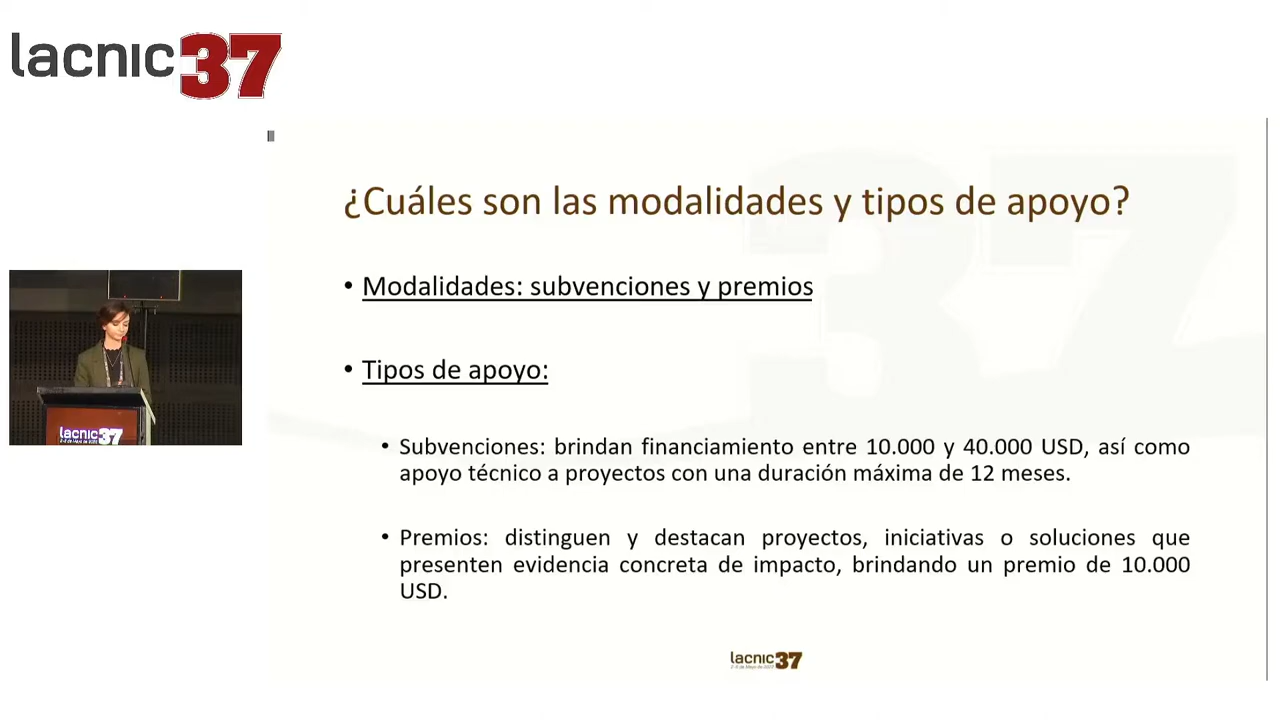 lacnic37
¿Cuáles son las modalidades y tipos de apoyo?
• Modalidades: subvenciones y premios
• Tipos de apoyo:
• Subvenciones: brindan financiamiento entre 10.000 y 40.000 USD, así como
apoyo técnico a proyectos con una duración máxima de 12 meses.
• Premios: distinguen y destacan proyectos, iniciativas o soluciones que
presenten evidencia concreta de impacto, brindando un premio de 10.000
USD.
lacnic37
lacnic37